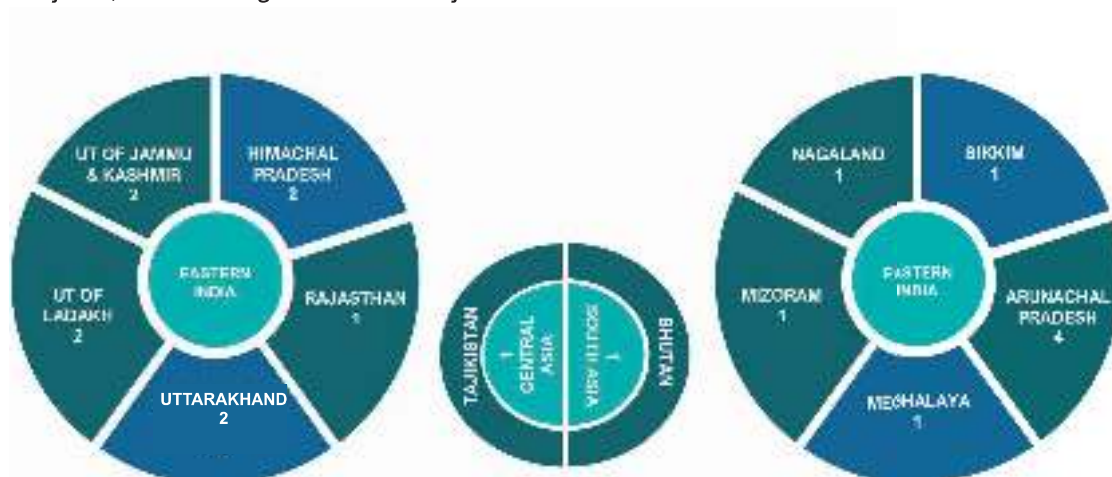 UT OF JAMMU
& KASHMIR
2
HIMACHAL
PRADESH
2
UT OF
LADAKH
2
EASTERN
INDIA
RAJASTHAN
1
UTTARAKHAND
2
TAJIKISTAN
1
CENTRAL
ASIA
SOUTH ASIA
1
BHUTAN
NAGALAND
1
SIKKIM
1
MIZORAM
1
EASTERN
INDIA
ARUNACHAL
PRADESH
4
MEGHALAYA
1